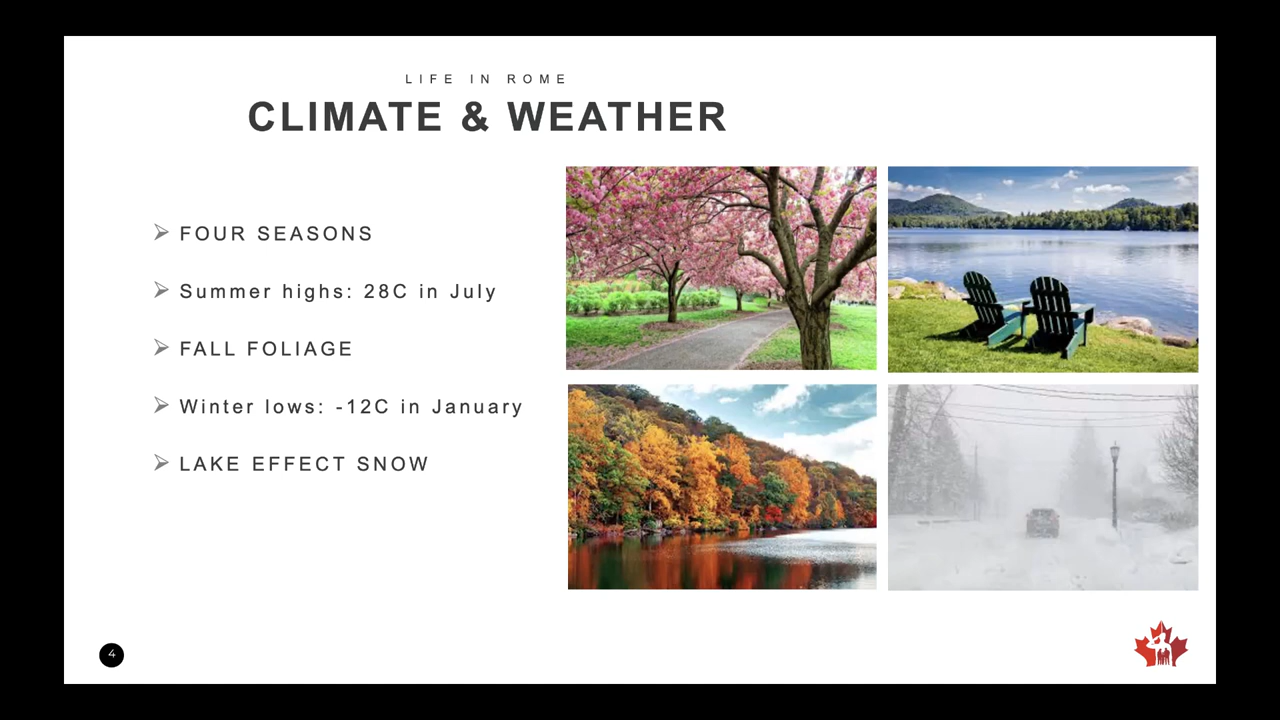 LIFE IN ROME
CLIMATE & WEATHER
FOUR SEASONS
Summer highs: 28C in July
FALL FOLIAGE
Winter lows: -12C in January
LAKE EFFECT SNOW
4